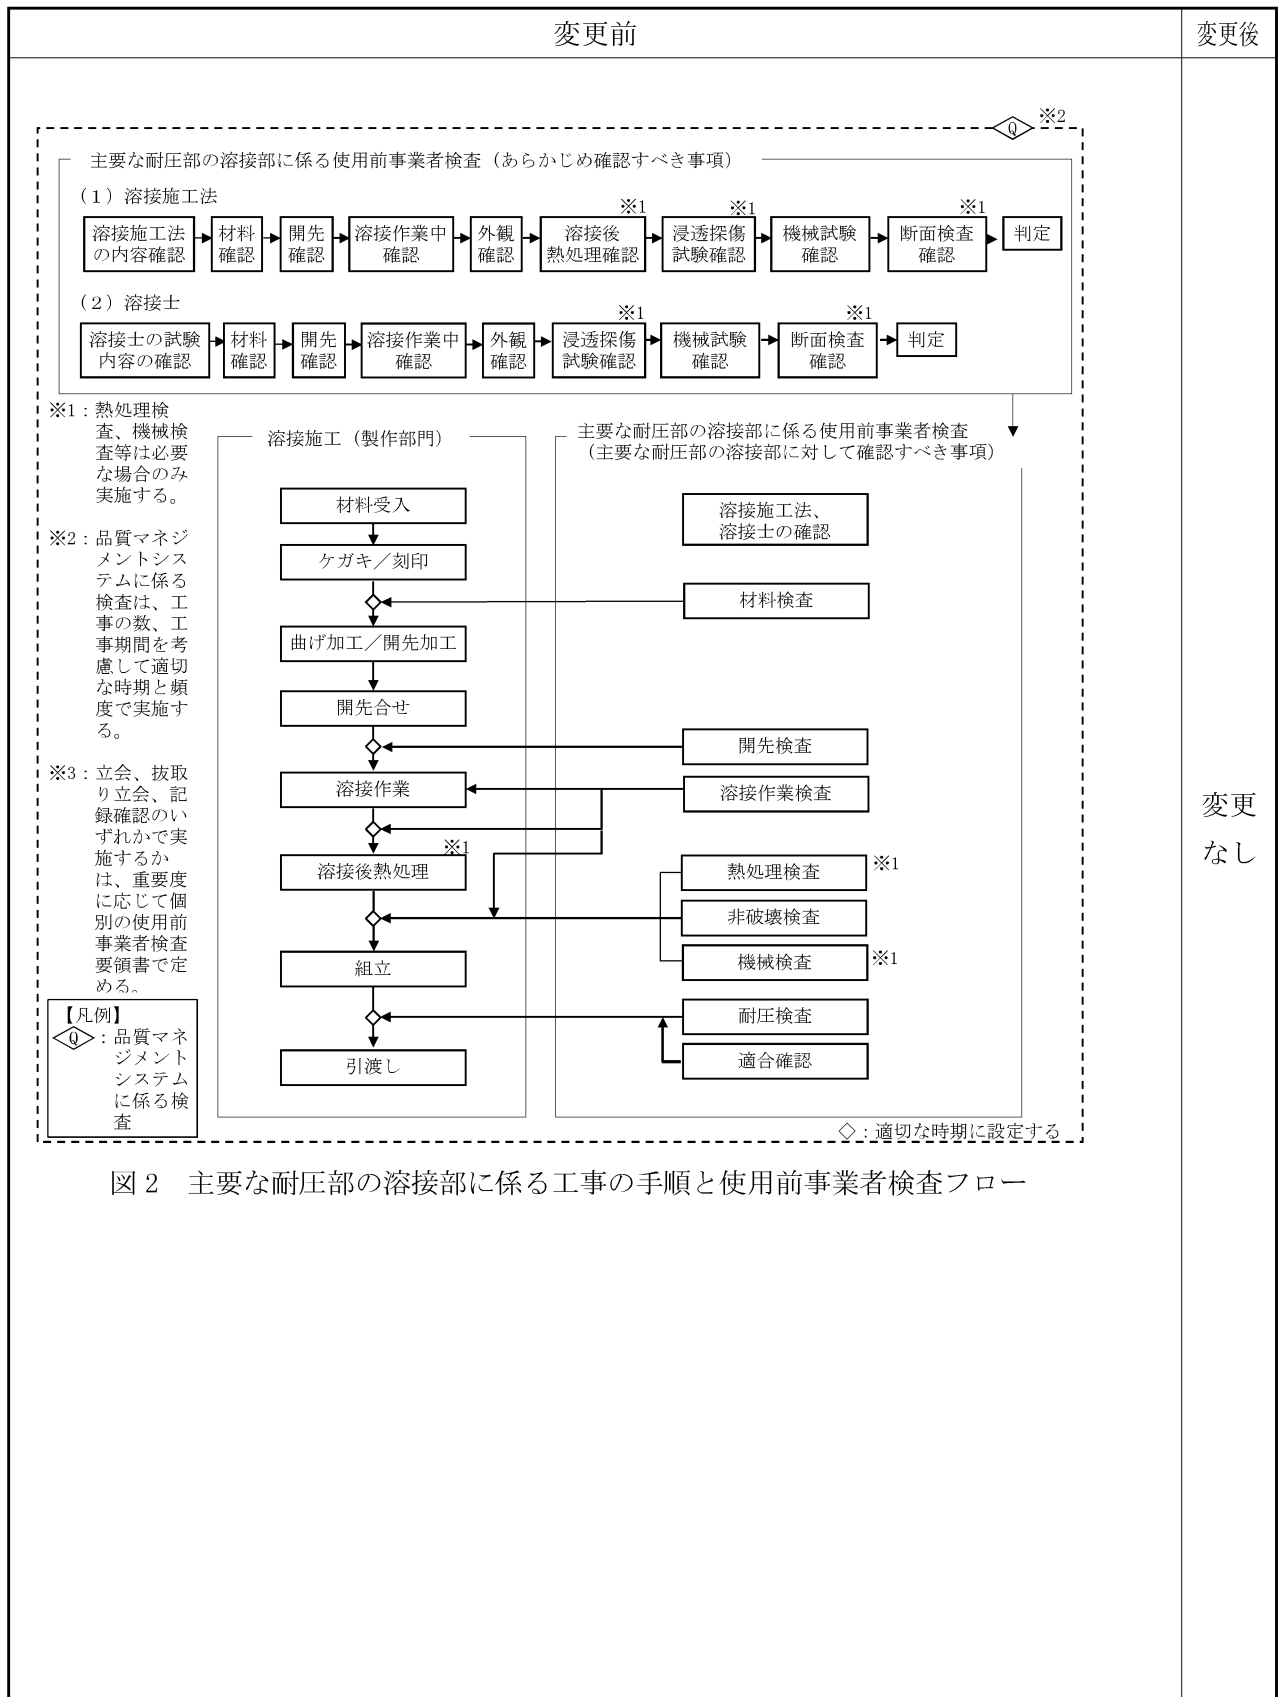 変更前
変更後
※2
Q
主要な耐圧部の溶接部に係る使用前事業者検査（あらかじめ確認すべき事項）
（１）溶接施工法
※1
※1
※1
溶接施工法
の内容確認
材料
確認
開先
確認
溶接作業中
確認
外観
確認
溶接後
熱処理確認
浸透探傷
試験確認
機械試験
確認
断面検査
確認
判定
（２）溶接士
※1
※1
溶接士の試験
内容の確認
材料
確認
開先
確認
溶接作業中
確認
外観
確認
浸透探傷
試験確認
機械試験
確認
断面検査
確認
判定
※1：熱処理検
査、機械検
査等は必要
な場合のみ
実施する。
※2：品質マネジ
メントシス
テムに係る
検査は、工
事の数、工
事期間を考
慮して適切
な時期と頻
度で実施す
る。
※3：立会、抜取
り立会、記
録確認のい
ずれかで実
施するか
は、重要度
に応じて個
別の使用前
事業者検査
要領書で定
める。
【凡例】
Q：品質マネ
ジメント
システム
に係る検
査
溶接施工（製作部門）
材料受入
ケガキ／刻印
曲げ加工／開先加工
開先合せ
溶接作業
※1
溶接後熱処理
組立
引渡し
主要な耐圧部の溶接部に係る使用前事業者検査
（主要な耐圧部の溶接部に対して確認すべき事項）
溶接施工法、
溶接士の確認
材料検査
開先検査
溶接作業検査
熱処理検査
※1
非破壊検査
機械検査
※1
耐圧検査
適合確認
◇：適切な時期に設定する
図２　主要な耐圧部の溶接部に係る工事の手順と使用前事業者検査フロー
変更
なし